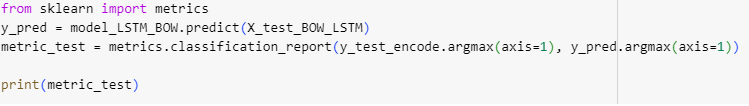 from sklearn import metrics
y_pred = model_LSTM_BOW.predict(X_test_BOW_LSTM)
metric_test = metrics.classification_report(y_test_encode.argmax(axis=1), y_pred.argmax(axis=1))
print(metric_test)